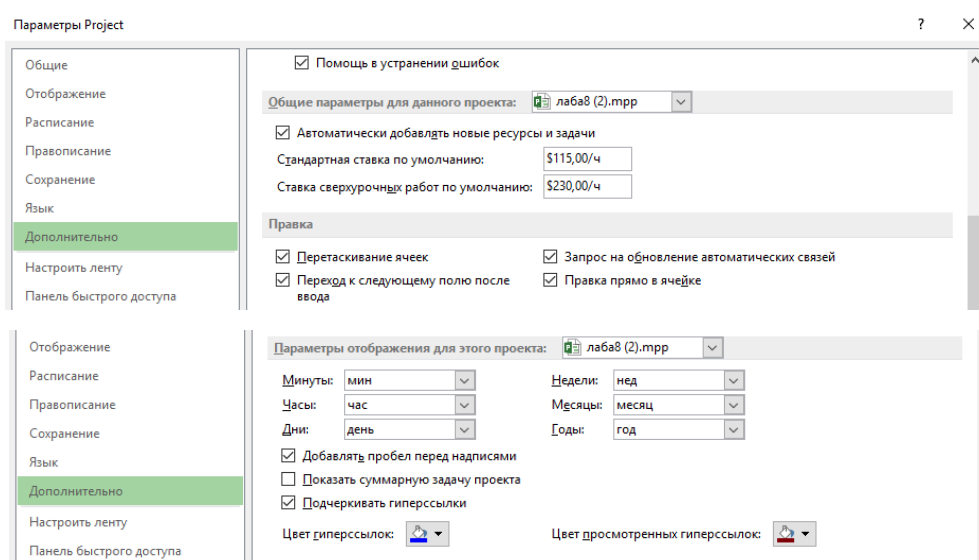 Параметры Project ? ×
Общие
Отображение
Расписание
Правописание
Сохранение
Язык
Дополнительно
Настроить ленту
Панель быстрого доступа
Помощь в устранении ошибок
Общие параметры для данного проекта: лаба8 (2).mpp
Автоматически добавлять новые ресурсы и задачи
Стандартная ставка по умолчанию: $115,00/ч
Ставка сверхурочных работ по умолчанию: $230,00/ч
Правка
Перетаскивание ячеек Запрос на обновление автоматических связей
Переход к следующему полю после Правка прямо в ячейке
ввода
Отображение
Расписание
Правописание
Сохранение
Язык
Дополнительно
Настроить ленту
Панель быстрого доступа
Параметры отображения для этого проекта: лаба8 (2).mpp
Минуты: мин Недели: нед
Часы: час Месяцы: месяц
Дни: день Годы: год
Добавлять пробел перед надписями
Показать суммарную задачу проекта
Подчеркивать гиперссылки
Цвет гиперссылок: Цвет просмотренных гиперссылок: